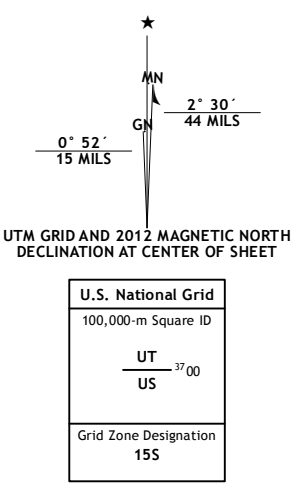 ★
MN
GN
2° 30´
44 MILS
0° 52´
15 MILS
UTM GRID AND 2012 MAGNETIC NORTH
DECLINATION AT CENTER OF SHEET
U.S. National Grid
100,000-m Square ID
UT
3700
US
Grid Zone Designation
15S